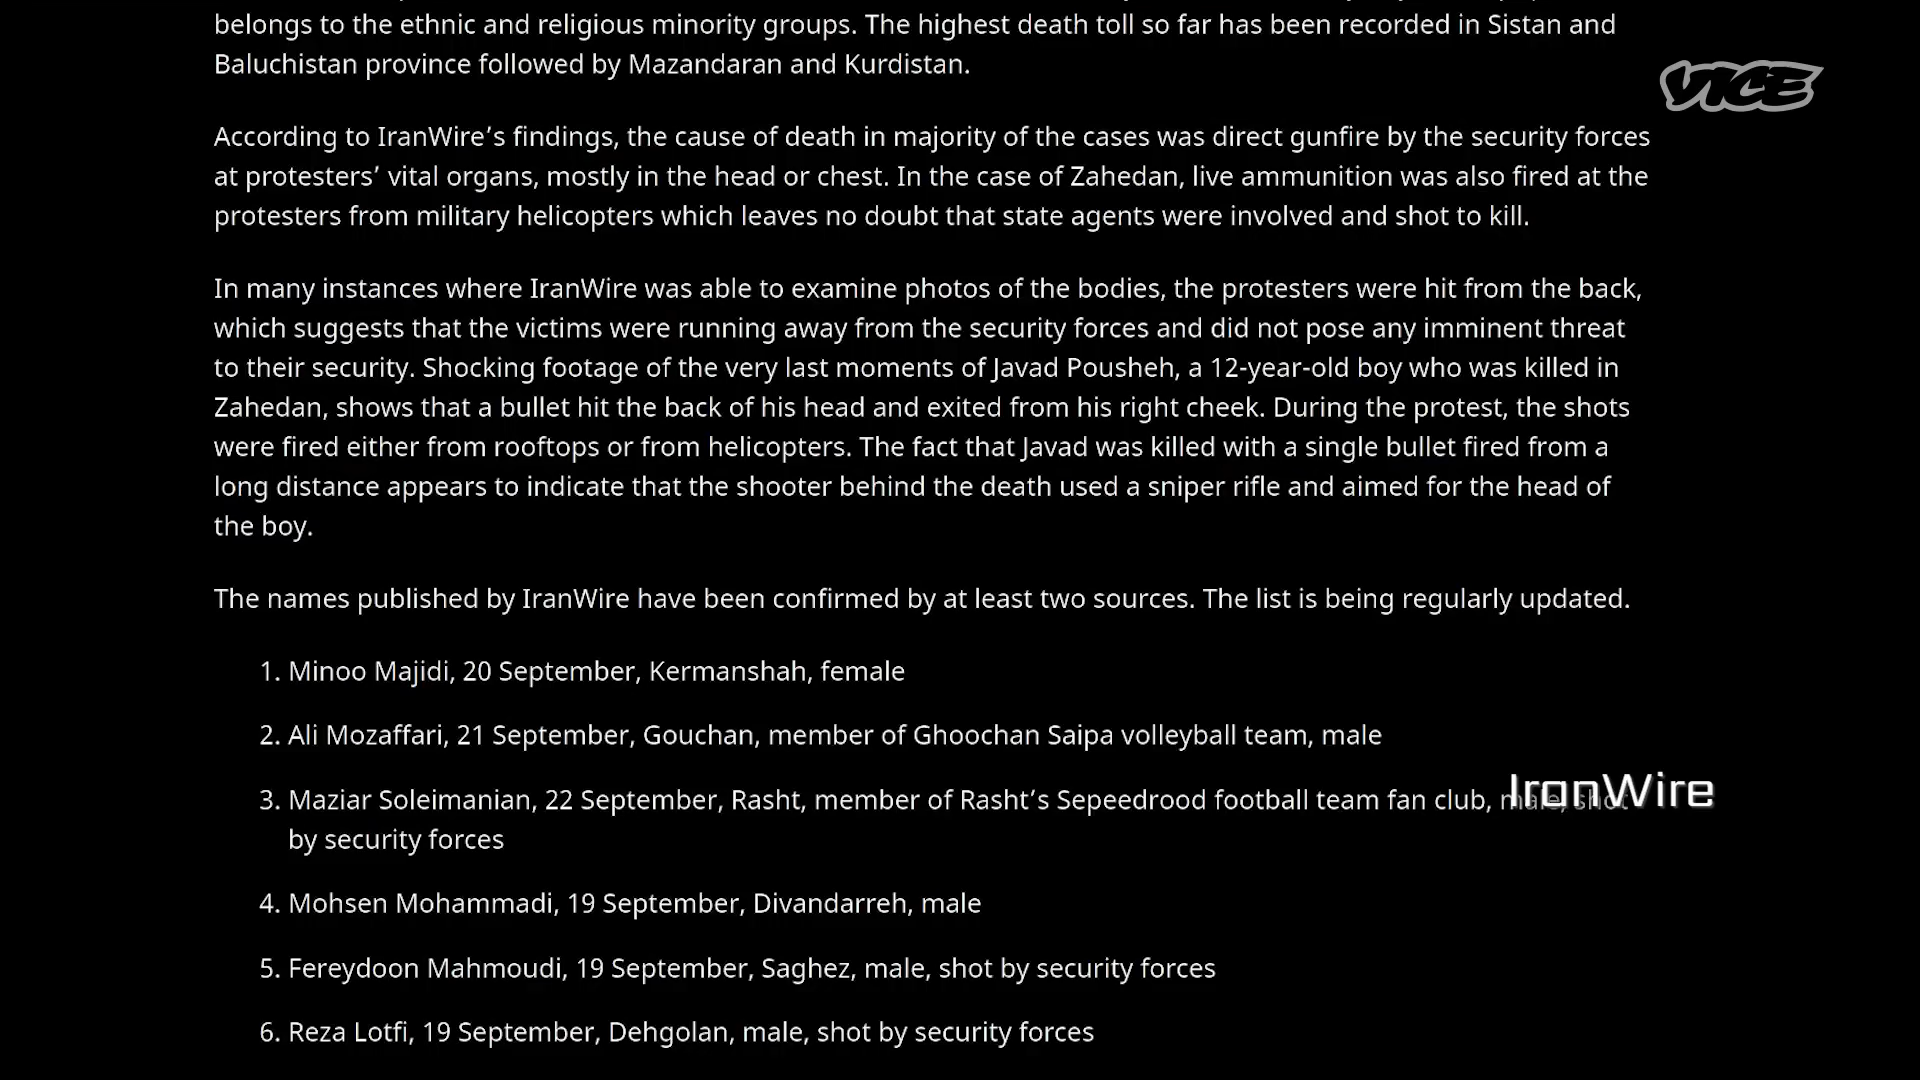 belongs to the ethnic and religious minority groups. The highest death toll so far has been recorded in Sistan and
Baluchistan province followed by Mazandaran and Kurdistan.
VICE
According to IranWire’s findings, the cause of death in majority of the cases was direct gunfire by the security forces
at protesters’ vital organs, mostly in the head or chest. In the case of Zahedan, live ammunition was also fired at the
protesters from military helicopters which leaves no doubt that state agents were involved and shot to kill.
In many instances where IranWire was able to examine photos of the bodies, the protesters were hit from the back,
which suggests that the victims were running away from the security forces and did not pose any imminent threat
to their security. Shocking footage of the very last moments of Javad Pousheh, a 12-year-old boy who was killed in
Zahedan, shows that a bullet hit the back of his head and exited from his right cheek. During the protest, the shots
were fired either from rooftops or from helicopters. The fact that Javad was killed with a single bullet fired from a
long distance appears to indicate that the shooter behind the death used a sniper rifle and aimed for the head of
the boy.
The names published by IranWire have been confirmed by at least two sources. The list is being regularly updated.
1. Minoo Majidi, 20 September, Kermanshah, female
2. Ali Mozaffari, 21 September, Gouchan, member of Ghoochan Saipa volleyball team, male
3. Maziar Soleimanian, 22 September, Rasht, member of Rasht’s Sepeedrood football team fan club, male, shot
IranWire
by security forces
4. Mohsen Mohammadi, 19 September, Divandarreh, male
5. Fereydoon Mahmoudi, 19 September, Saghez, male, shot by security forces
6. Reza Lotfi, 19 September, Dehgolan, male, shot by security forces